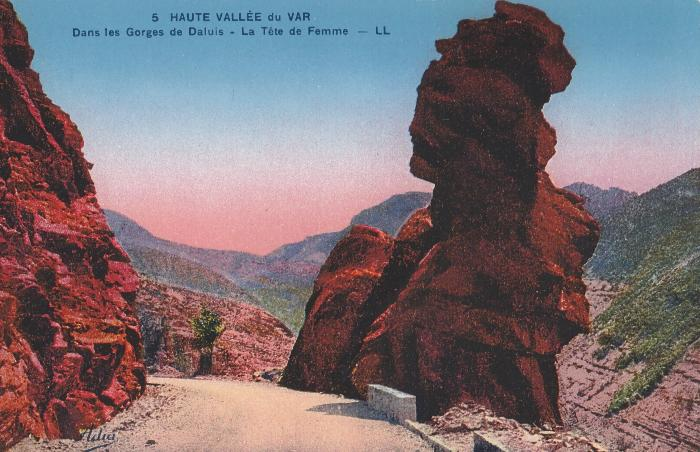 5 HAUTE VALLÉE du VAR
Dans les Gorges de Daluis - La Tête de Femme — LL